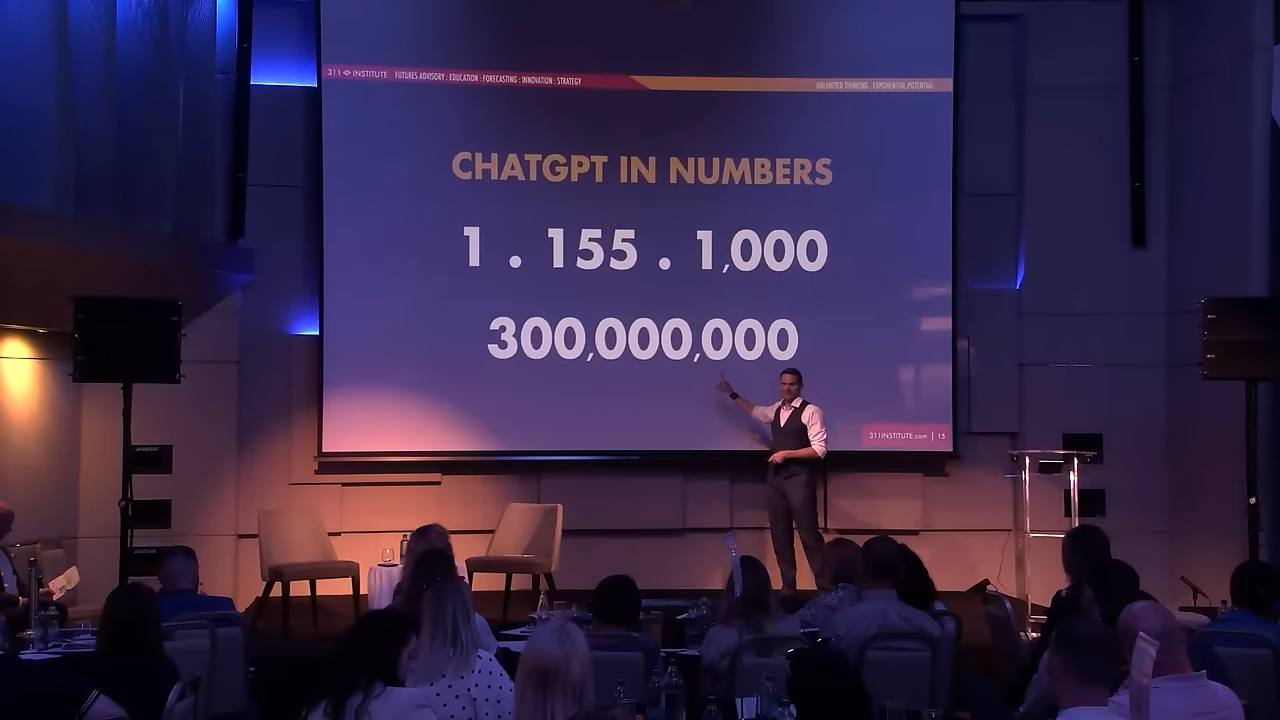 311 INSTITUTE FUTURES ADVISORY : EDUCATION : FORECASTING : INNOVATION : STRATEGY
UNLIMITED THINKING . EXPONENTIAL POTENTIAL
CHATGPT IN NUMBERS
1 . 155 . 1,000
300,000,000
311INSTITUTE.com | 15